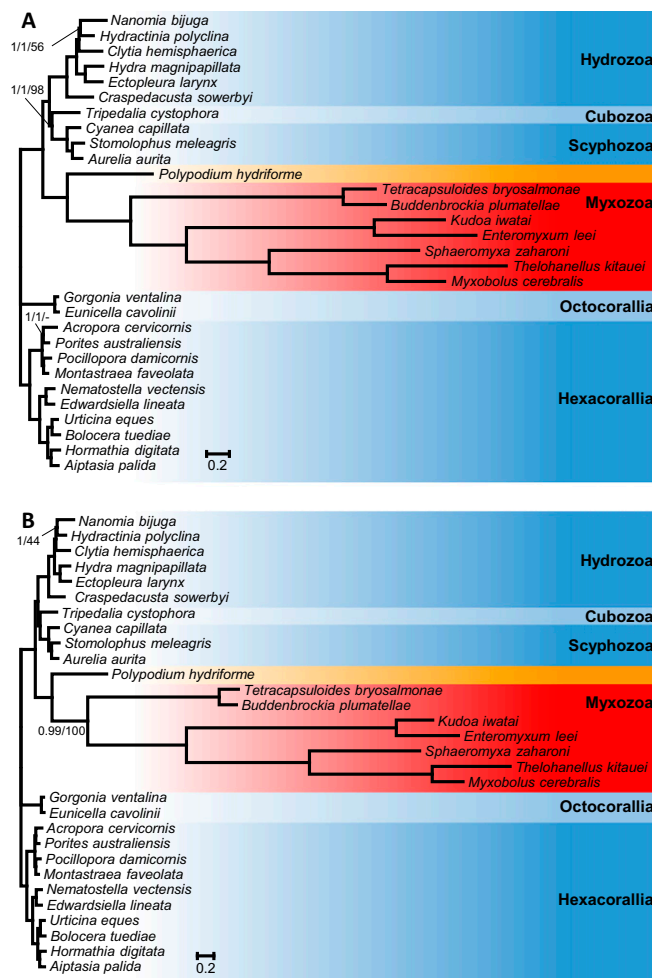 A
Nanomia bijuga
1/1/56
Hydractinia polyclina
Clytia hemisphaerica
Hydrozoa
Hydra magnipapillata
1/1/98
Ectopleura larynx
Craspedacusta sowerbyi
Tripedalia cystophora
Cubozoa
Cyanea capillata
Stomolophus meleagris
Scyphozoa
Aurelia aurita
Polypodium hydriforme
Tetracapsuloides bryosalmonae
Myxozoa
Buddenbrockia plumatellae
Kudoa iwatai
Enteromyxum leei
Sphaeromyxa zaharoni
Thelohanellus kitauei
Myxobolus cerebralis
Gorgonia ventalina
Octocorallia
Eunicella cavolinii
1/1/-
Acropora cervicornis
Porites australiensis
Pocillopora damicornis
Montastraea faveolata
Nematostella vectensis
Hexacorallia
Edwardsiella lineata
Urticina eques
Bolocera tuediae
Hormathia digitata
0.2
Aiptasia palida
B
Nanomia bijuga
1/44
Hydractinia polyclina
Clytia hemisphaerica
Hydrozoa
Hydra magnipapillata
Ectopleura larynx
Craspedacusta sowerbyi
Tripedalia cystophora
Cubozoa
Cyanea capillata
Stomolophus meleagris
Scyphozoa
Aurelia aurita
Polypodium hydriforme
Tetracapsuloides bryosalmonae
Myxozoa
Buddenbrockia plumatellae
Kudoa iwatai
0.99/100
Enteromyxum leei
Sphaeromyxa zaharoni
Thelohanellus kitauei
Myxobolus cerebralis
Gorgonia ventalina
Octocorallia
Eunicella cavolinii
Acropora cervicornis
Porites australiensis
Pocillopora damicornis
Montastraea faveolata
Nematostella vectensis
Hexacorallia
Edwardsiella lineata
Urticina eques
Bolocera tuediae
Hormathia digitata
0.2
Aiptasia palida